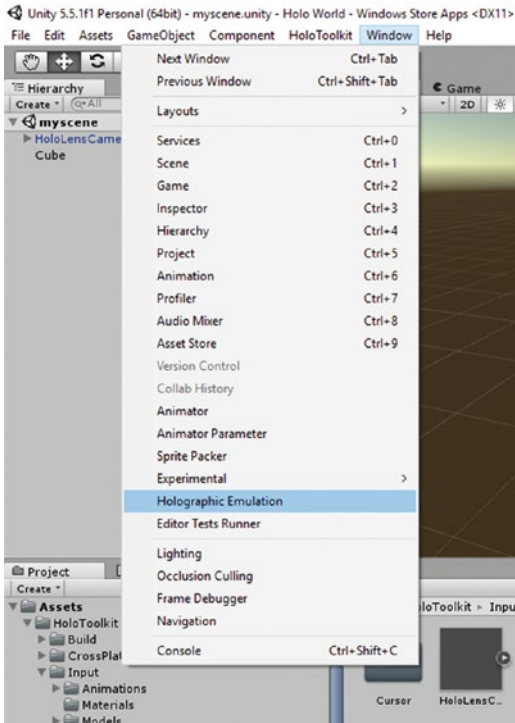 Unity 5.5.1f1 Personal (64bit) - myscene.unity - Holo World - Windows Store Apps <DX11>
File Edit Assets GameObject Component HoloToolkit Window Help
Hierarchy
Create All
myscene
HoloLensCame
Cube
Next Window Ctrl+Tab
Previous Window Ctrl+Shift+Tab
Layouts
Services Ctrl+0
Scene Ctrl+1
Game Ctrl+2
Inspector Ctrl+3
Hierarchy Ctrl+4
Project Ctrl+5
Animation Ctrl+6
Profiler Ctrl+7
Audio Mixer Ctrl+8
Asset Store Ctrl+9
Version Control
Collab History
Animator
Animator Parameter
Sprite Packer
Experimental
Holographic Emulation
Editor Tests Runner
Lighting
Occlusion Culling
Frame Debugger
Navigation
Console Ctrl+Shift+C
Game
2D
Project
Create
Assets
HoloToolkit
Build
CrossPla
Input
Animations
Materials
Models
loToolkit Inpu
Cursor HoloLensC...